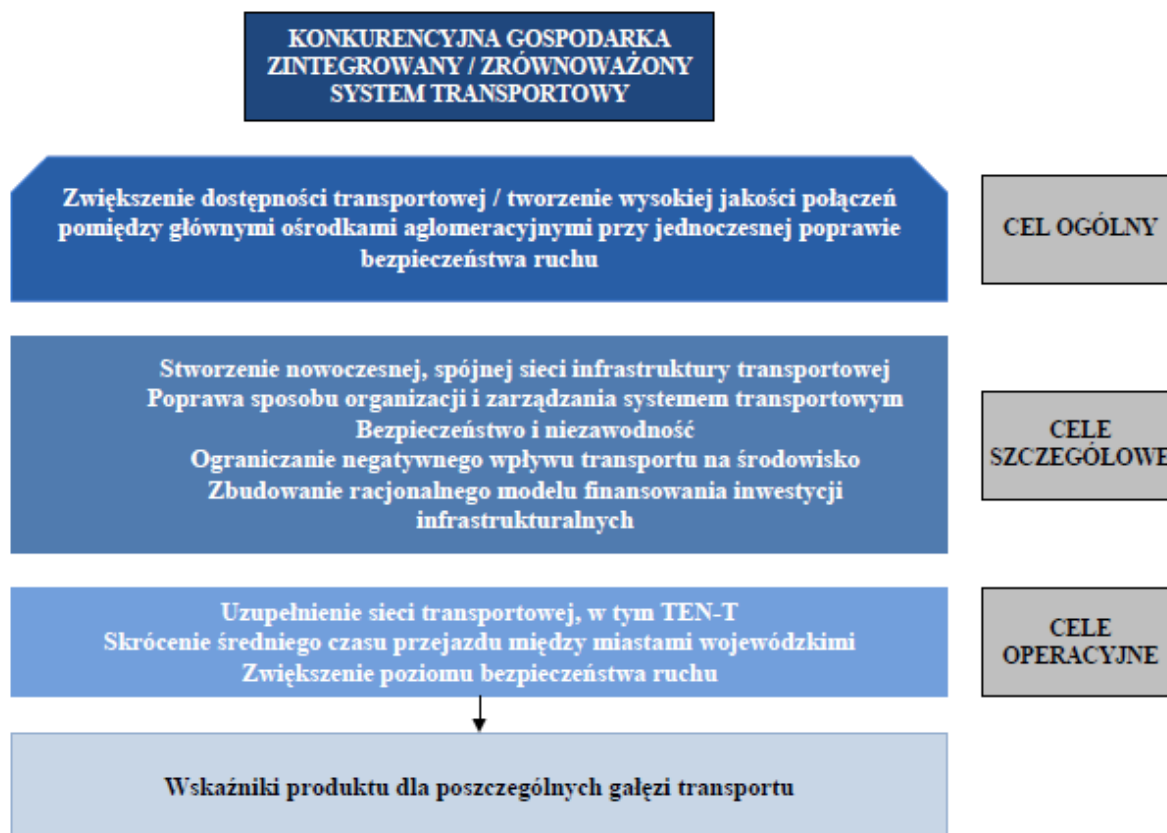 KONKURENCYJNA GOSPODARKA
ZINTEGROWANY / ZRÓWNOWAŻONY
SYSTEM TRANSPORTOWY
Zwiększenie dostępności transportowej / tworzenie wysokiej jakości połączeń
pomiędzy głównymi ośrodkami aglomeracyjnymi przy jednoczesnej poprawie
bezpieczeństwa ruchu
CEL OGÓLNY
Stworzenie nowoczesnej, spójnej sieci infrastruktury transportowej
Poprawa sposobu organizacji i zarządzania systemem transportowym
Bezpieczeństwo i niezawodność
Ograniczanie negatywnego wpływu transportu na środowisko
Zbudowanie racjonalnego modelu finansowania inwestycji
infrastrukturalnych
CELE
SZCZEGÓŁOWE
Uzupełnienie sieci transportowej, w tym TEN-T
Skrócenie średniego czasu przejazdu między miastami wojewódzkimi
Zwiększenie poziomu bezpieczeństwa ruchu
CELE
OPERACYJNE
Wskaźniki produktu dla poszczególnych gałęzi transportu